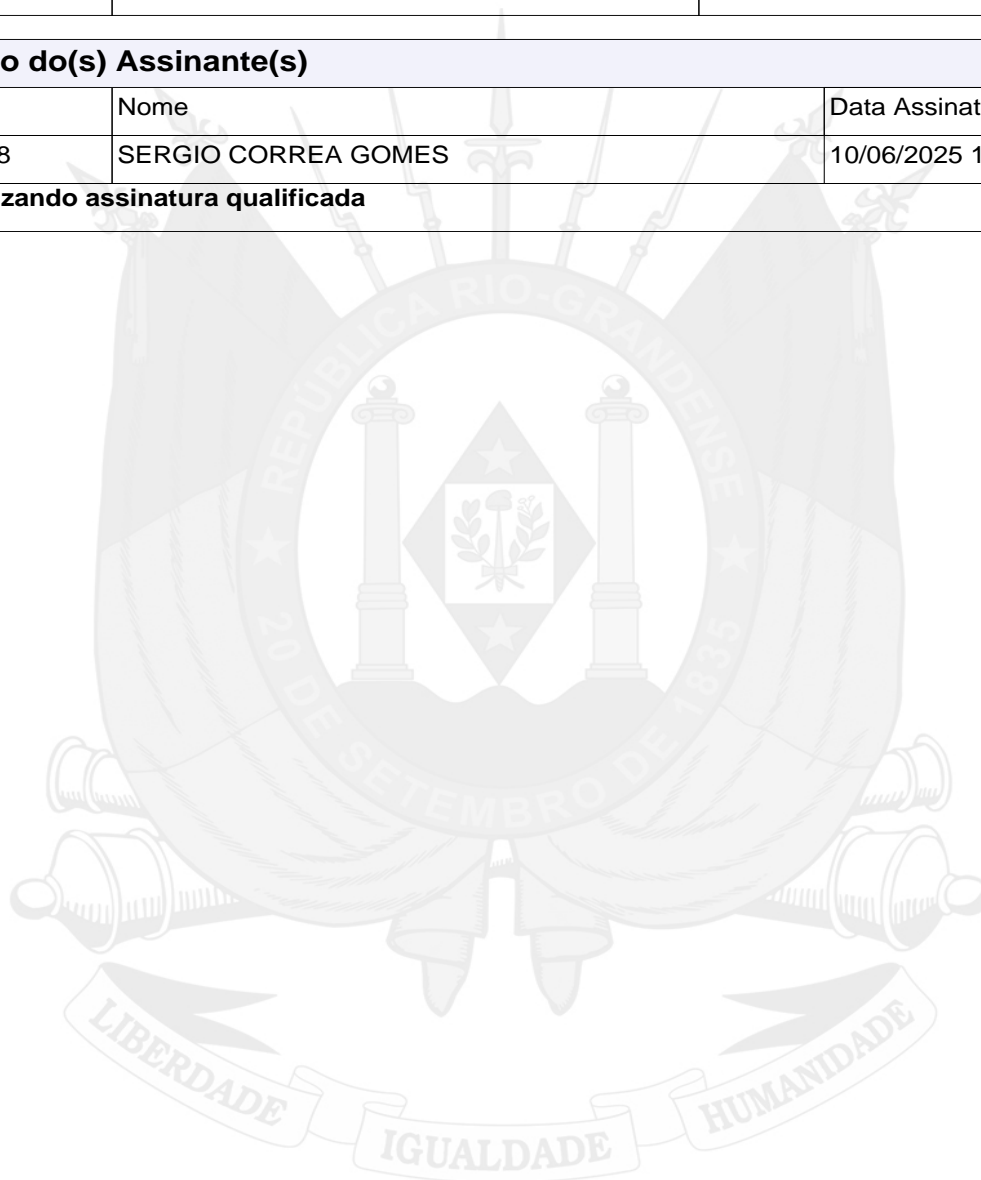 o do(s) Assinante(s)
Nome Data Assinat
8 SERGIO CORREA GOMES 10/06/2025 1
zando assinatura qualificada
REPÚBLICA RIO-GRANDENSE
20 DE SETEMBRO DE 1835
LIBERDADE IGUALDADE HUMANIDADE